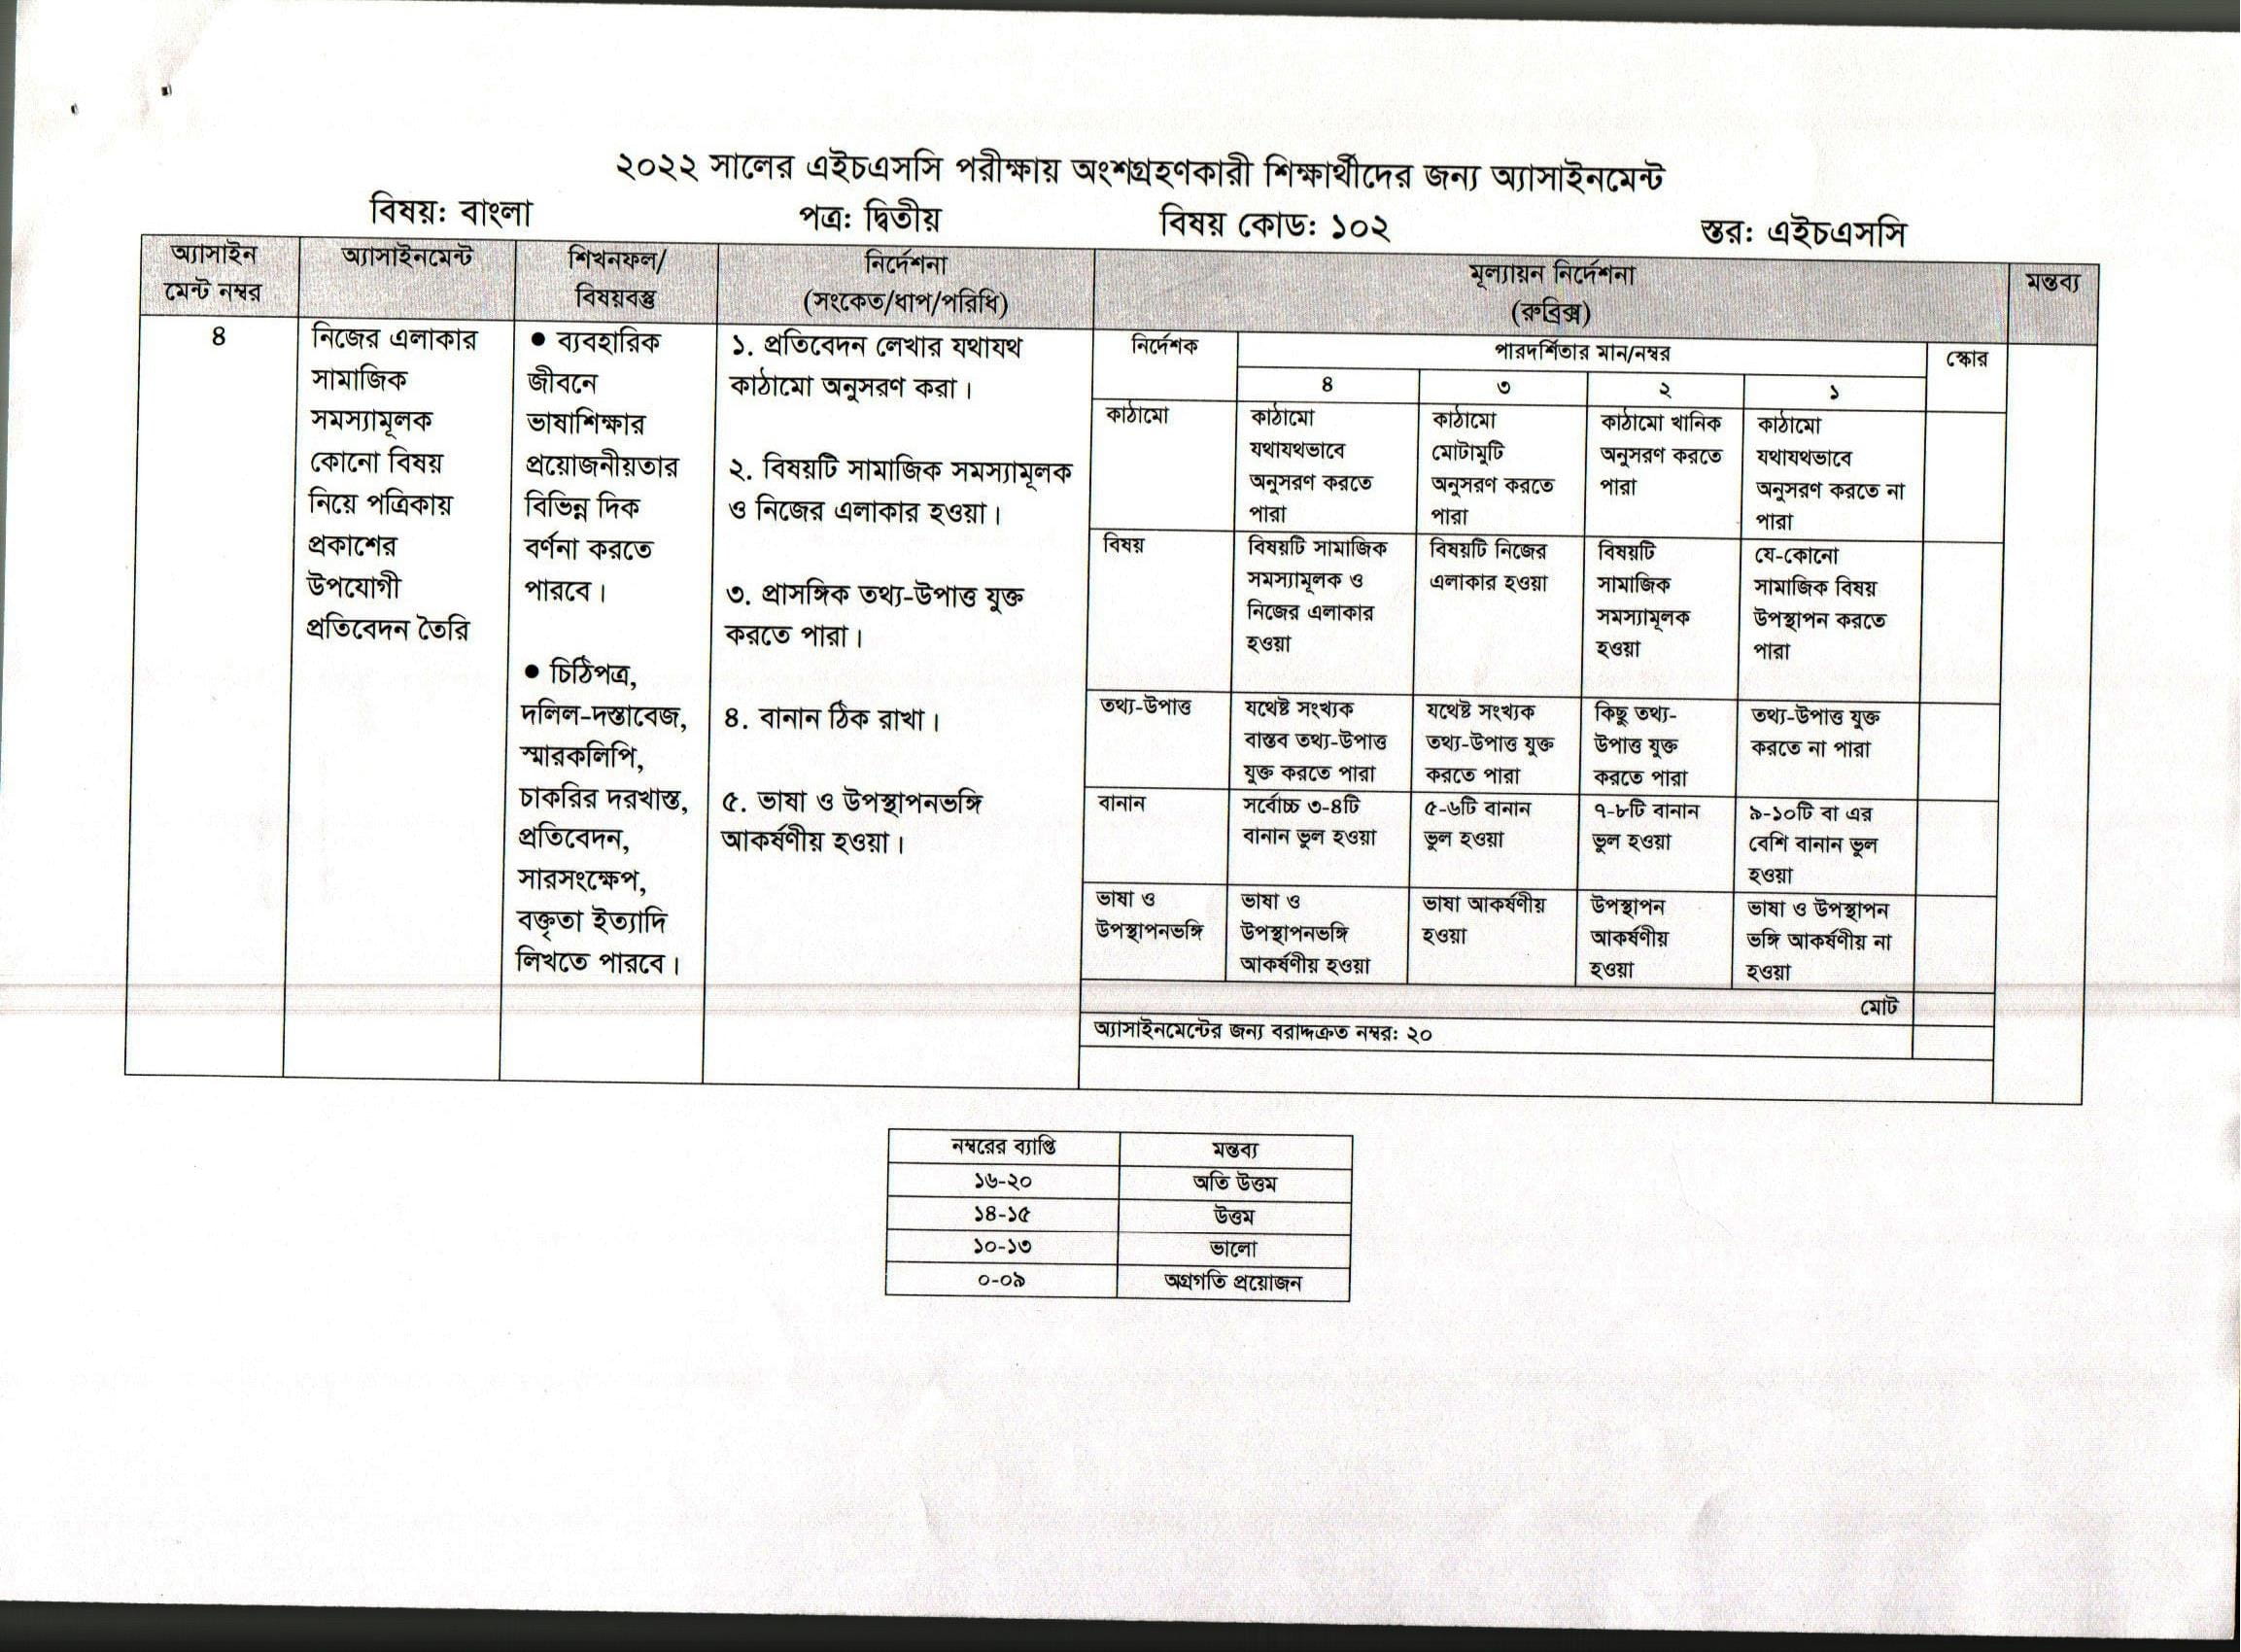 ২০২২ সালের এইচএসসি পরীক্ষায় অংশগ্রহণকারী শিক্ষার্থীদের জন্য অ্যাসাইনমেন্ট
বিষয়: বাংলা পত্র: দ্বিতীয় বিষয় কোড: ১০২ স্তর: এইচএসসি
অ্যাসাইন
মেন্ট নম্বর
অ্যাসাইনমেন্ট
শিখনফল/
বিষয়বস্তু
নির্দেশনা
(সংকেত/ধাপ/পরিধি)
মূল্যায়ন নির্দেশনা
(রুব্রিক্স)
মন্তব্য
৪
নিজের এলাকার
সামাজিক
সমস্যামূলক
কোনো বিষয়
নিয়ে পত্রিকায়
প্রকাশের
উপযোগী
প্রতিবেদন তৈরি
● ব্যবহারিক
জীবনে
ভাষাশিক্ষার
প্রয়োজনীয়তার
বিভিন্ন দিক
বর্ণনা করতে
পারবে।
● চিঠিপত্র,
দলিল-দস্তাবেজ,
স্মারকলিপি,
চাকরির দরখাস্ত,
প্রতিবেদন,
সারসংক্ষেপ,
বক্তৃতা ইত্যাদি
লিখতে পারবে।
১. প্রতিবেদন লেখার যথাযথ
কাঠামো অনুসরণ করা।
২. বিষয়টি সামাজিক সমস্যামূলক
ও নিজের এলাকার হওয়া।
৩. প্রাসঙ্গিক তথ্য-উপাত্ত যুক্ত
করতে পারা।
৪. বানান ঠিক রাখা।
৫. ভাষা ও উপস্থাপনভঙ্গি
আকর্ষণীয় হওয়া।
নির্দেশক
পারদর্শিতার মান/নম্বর
স্কোর
৪ ৩ ২ ১
কাঠামো
কাঠামো
যথাযথভাবে
অনুসরণ করতে
পারা
কাঠামো
মোটামুটি
অনুসরণ করতে
পারা
কাঠামো খানিক
অনুসরণ করতে
পারা
কাঠামো
যথাযথভাবে
অনুসরণ করতে না
পারা
বিষয়
বিষয়টি সামাজিক
সমস্যামূলক ও
নিজের এলাকার
হওয়া
বিষয়টি নিজের
এলাকার হওয়া
বিষয়টি
সামাজিক
সমস্যামূলক
হওয়া
যে-কোনো
সামাজিক বিষয়
উপস্থাপন করতে
পারা
তথ্য-উপাত্ত
যথেষ্ট সংখ্যক
বাস্তব তথ্য-উপাত্ত
যুক্ত করতে পারা
যথেষ্ট সংখ্যক
তথ্য-উপাত্ত যুক্ত
করতে পারা
কিছু তথ্য-
উপাত্ত যুক্ত
করতে পারা
তথ্য-উপাত্ত যুক্ত
করতে না পারা
বানান
সর্বোচ্চ ৩-৪টি
বানান ভুল হওয়া
৫-৬টি বানান
ভুল হওয়া
৭-৮টি বানান
ভুল হওয়া
৯-১০টি বা এর
বেশি বানান ভুল
হওয়া
ভাষা ও
উপস্থাপনভঙ্গি
ভাষা ও
উপস্থাপনভঙ্গি
আকর্ষণীয় হওয়া
ভাষা আকর্ষণীয়
হওয়া
উপস্থাপন
আকর্ষণীয়
হওয়া
ভাষা ও উপস্থাপন
ভঙ্গি আকর্ষণীয় না
হওয়া
মোট
অ্যাসাইনমেন্টের জন্য বরাদ্দকৃত নম্বর: ২০
নম্বরের ব্যাপ্তি মন্তব্য
১৬-২০ অতি উত্তম
১৪-১৫ উত্তম
১০-১৩ ভালো
০-০৯ অগ্রগতি প্রয়োজন